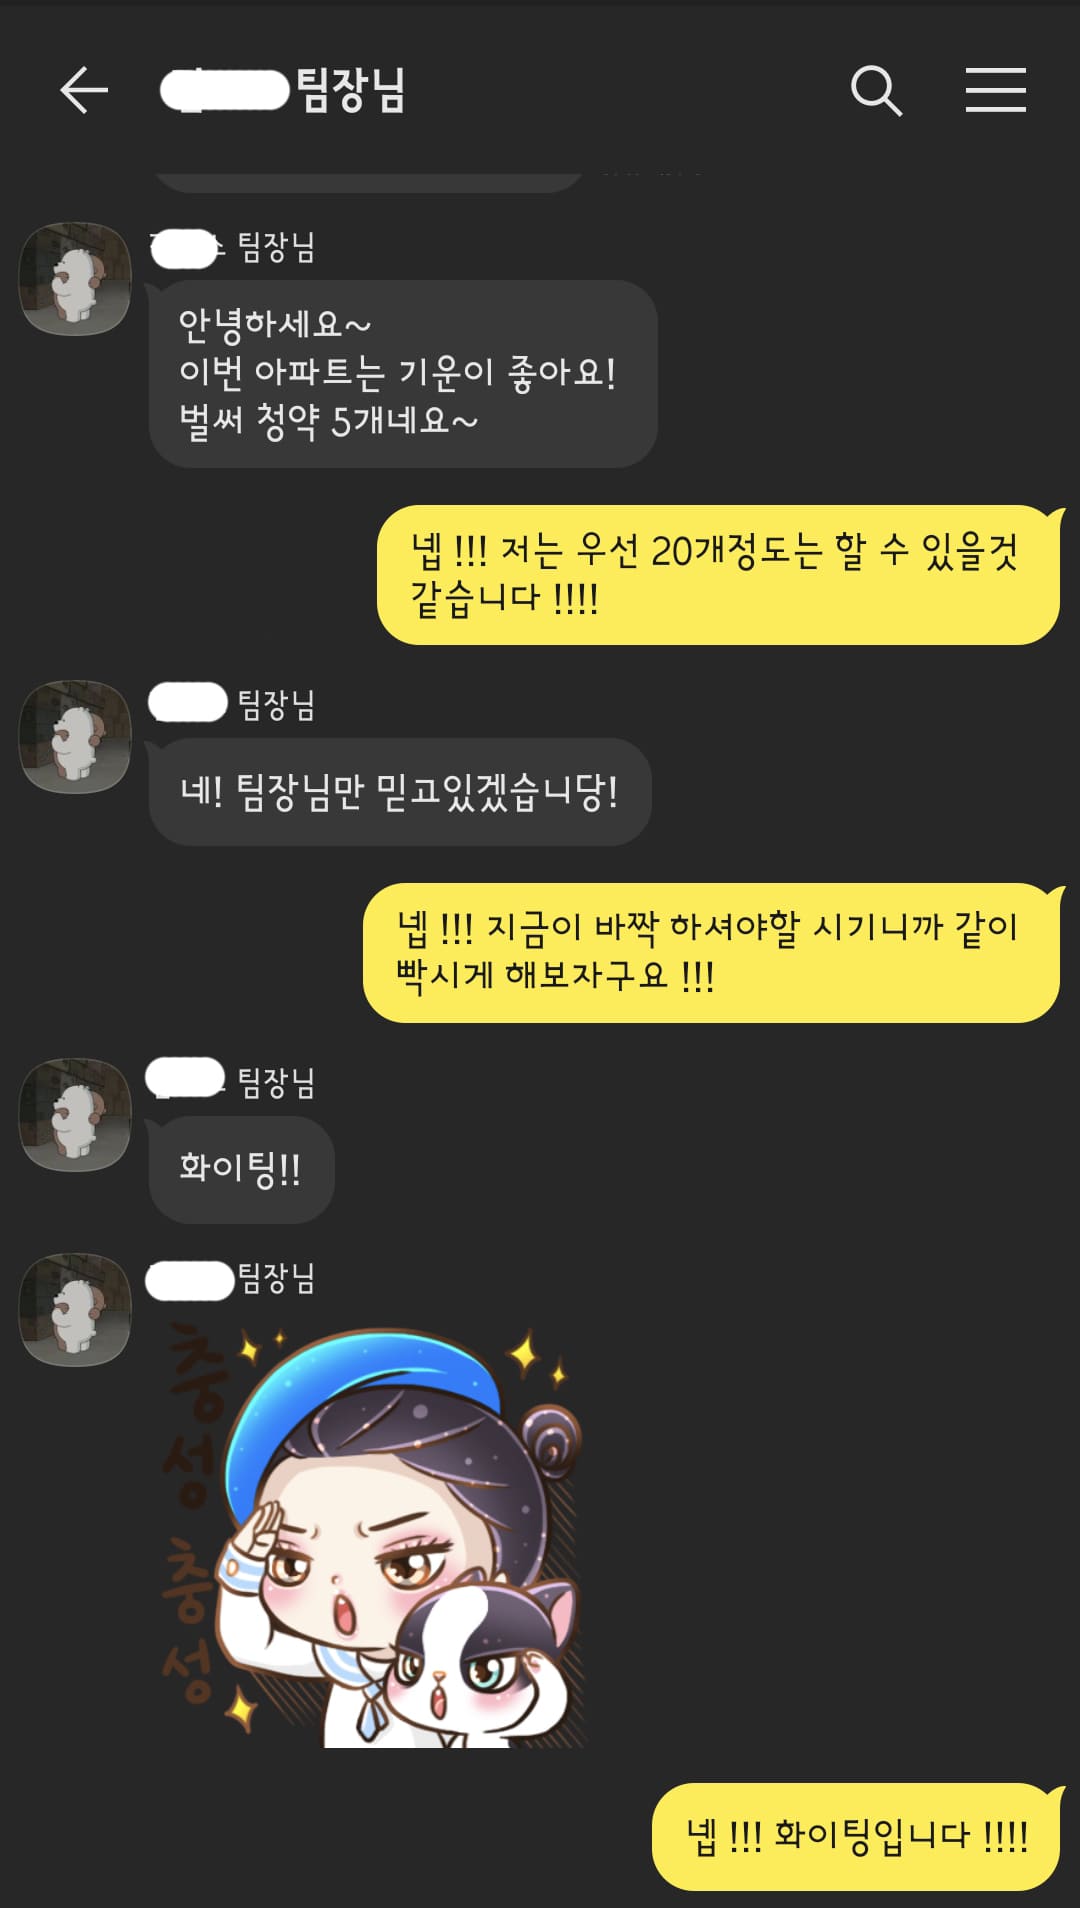 팀장님
팀장님
안녕하세요~
이번 아파트는 기운이 좋아요!
벌써 청약 5개네요~
넵 !!! 저는 우선 20개정도는 할 수 있을것
같습니다 !!!!
팀장님
네! 팀장님만 믿고있겠습니당!
넵 !!! 지금이 바짝 하셔야할 시기니까 같이
빡시게 해보자구요 !!!
팀장님
화이팅!!
팀장님
충성
충성
넵 !!! 화이팅입니다 !!!!